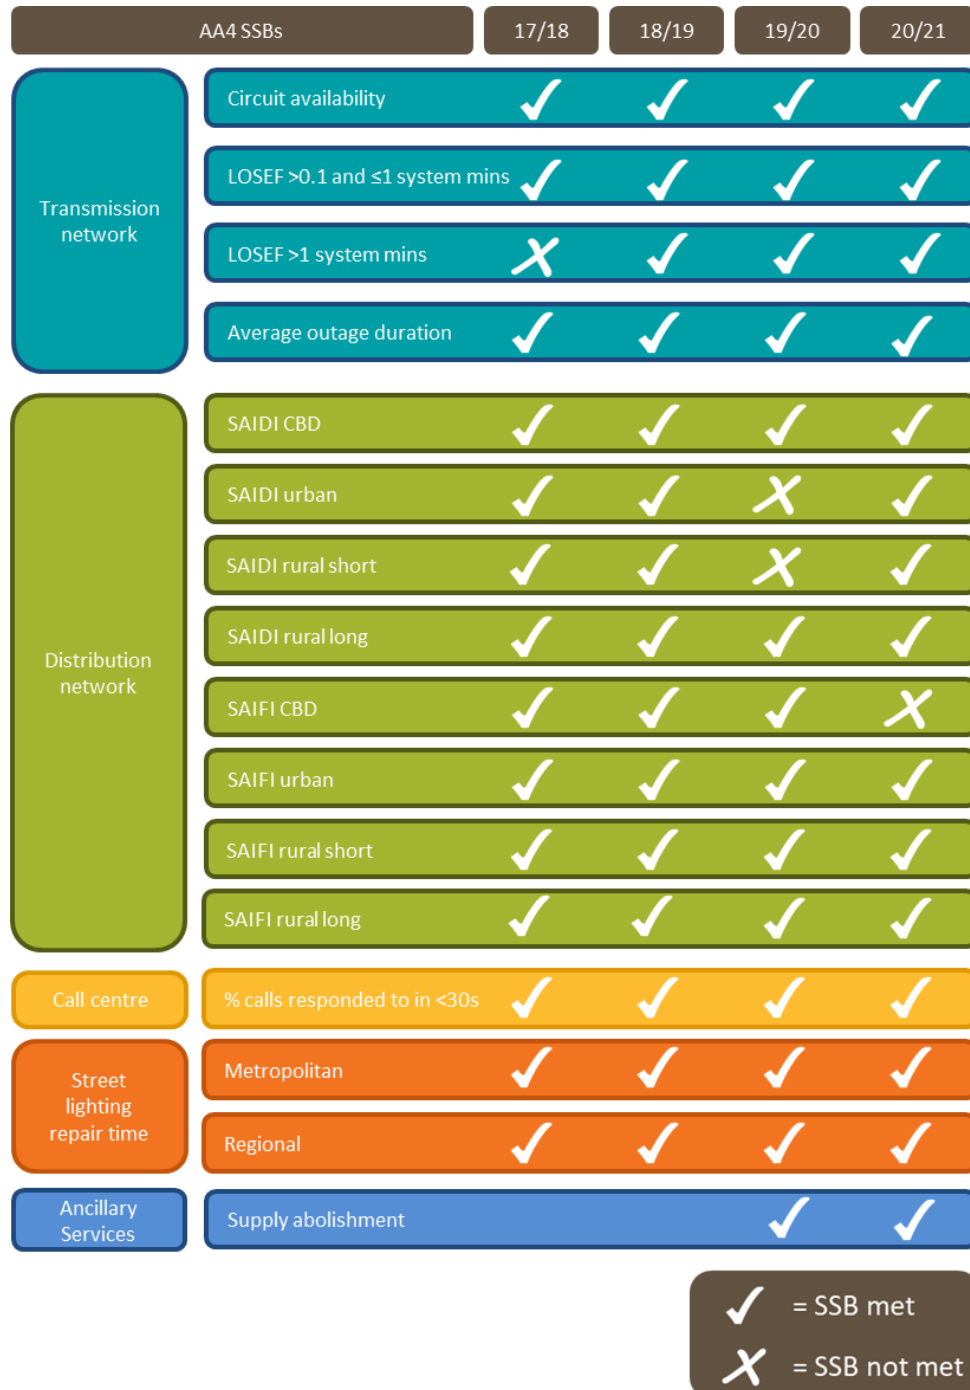 AA4 SSBs 17/18 18/19 19/20 20/21
Transmission
network
Circuit availability
LOSEF >0.1 and ≤1 system mins
LOSEF >1 system mins
Average outage duration
Distribution
network
SAIDI CBD
SAIDI urban
SAIDI rural short
SAIDI rural long
SAIFI CBD
SAIFI urban
SAIFI rural short
SAIFI rural long
Call centre
% calls responded to in <30s
Street
lighting
repair time
Metropolitan
Regional
Ancillary
Services
Supply abolishment
= SSB met
= SSB not met